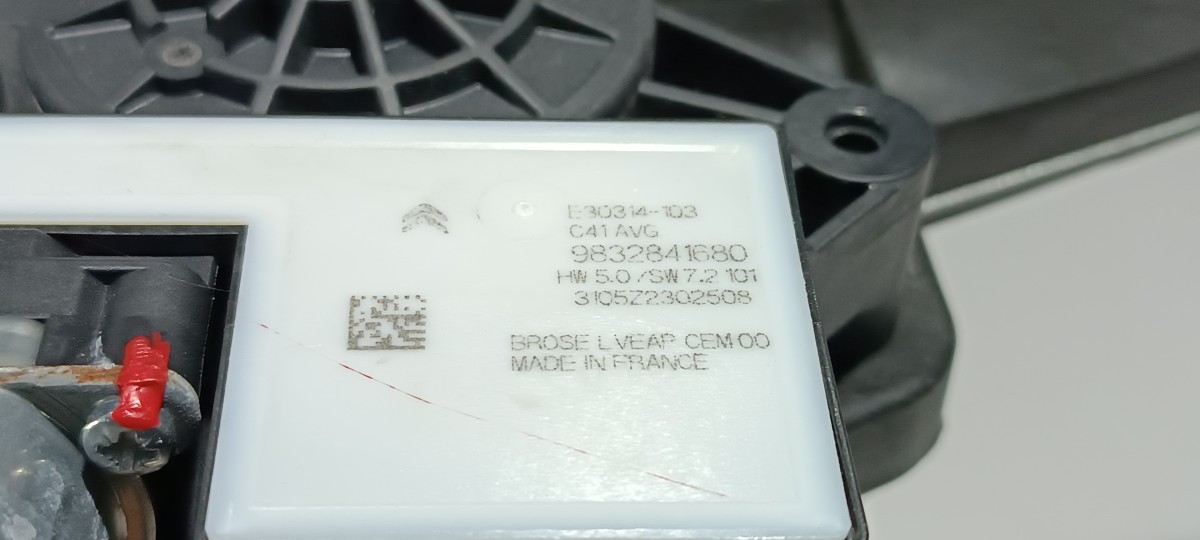 E30314-103
C41 AVG
9832841680
HW 5.0 /SW 7.2 101
3105Z2302508
BROSE LVEAP CEM 00
MADE IN FRANCE